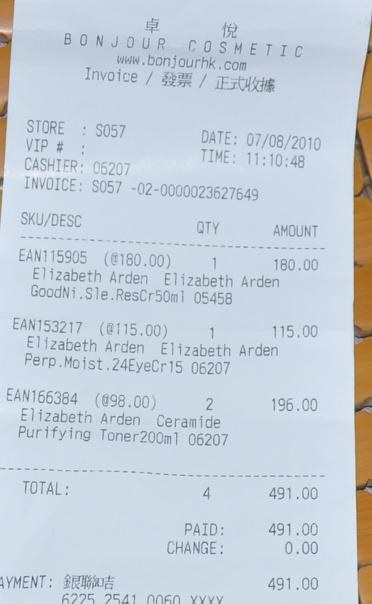 卓 悅
BONJOUR COSMETIC
www.bonjourhk.com
Invoice / 發票 / 正式收據
STORE : S057
DATE: 07/08/2010
VIP # :
TIME: 11:10:48
CASHIER: 06207
INVOICE: S057 -02-0000023627649
SKU/DESC QTY AMOUNT
EAN115905 (@180.00) 1 180.00
Elizabeth Arden Elizabeth Arden
GoodNi.Sle.ResCr50ml 05458
EAN153217 (@115.00) 1 115.00
Elizabeth Arden Elizabeth Arden
Perp.Moist.24EyeCr15 06207
EAN166384 (@98.00) 2 196.00
Elizabeth Arden Ceramide
Purifying Toner200ml 06207
TOTAL: 4 491.00
PAID: 491.00
CHANGE: 0.00
AYMENT: 銀聯咭 491.00
6225 2541 0060 XXXX